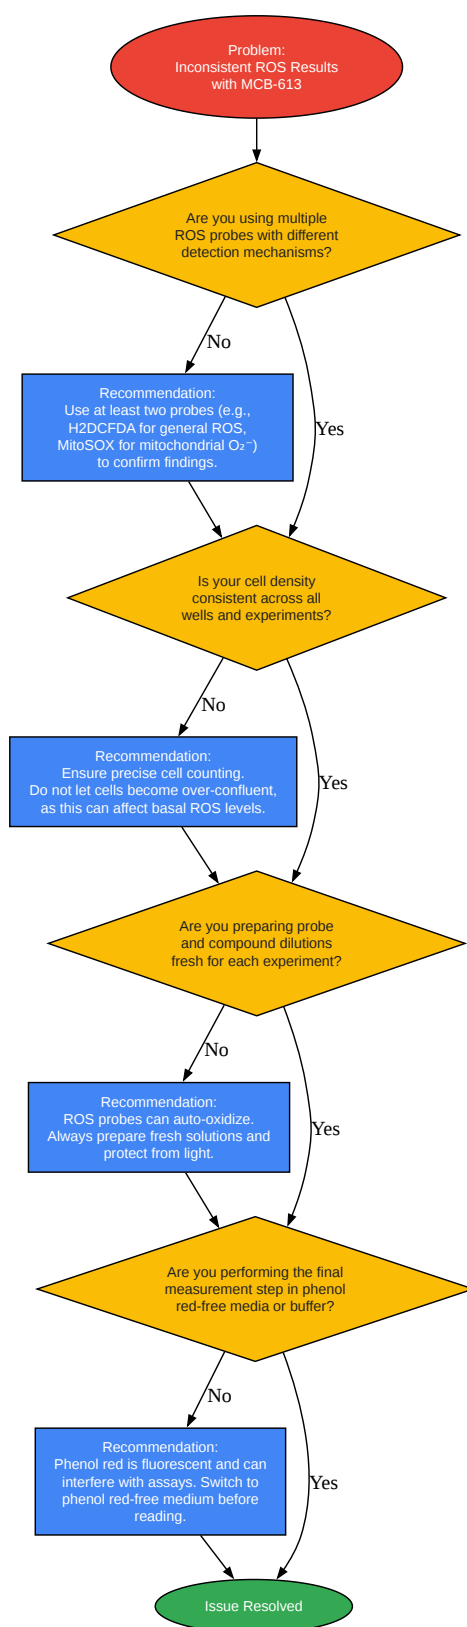 Problem:
Inconsistent ROS Results
with MCB-613
Are you using multiple
ROS probes with different
detection mechanisms?
No
Recommendation:
Use at least two probes (e.g.,
H2DCFDA for general ROS,
MitoSOX for mitochondrial O₂⁻)
to confirm findings.
Yes
Is your cell density
consistent across all
wells and experiments?
No
Recommendation:
Ensure precise cell counting.
Do not let cells become over-confluent,
as this can affect basal ROS levels.
Yes
Are you preparing probe
and compound dilutions
fresh for each experiment?
No
Recommendation:
ROS probes can auto-oxidize.
Always prepare fresh solutions and
protect from light.
Yes
Are you performing the final
measurement step in phenol
red-free media or buffer?
No
Recommendation:
Phenol red is fluorescent and can
interfere with assays. Switch to
phenol red-free medium before
reading.
Yes
Issue Resolved